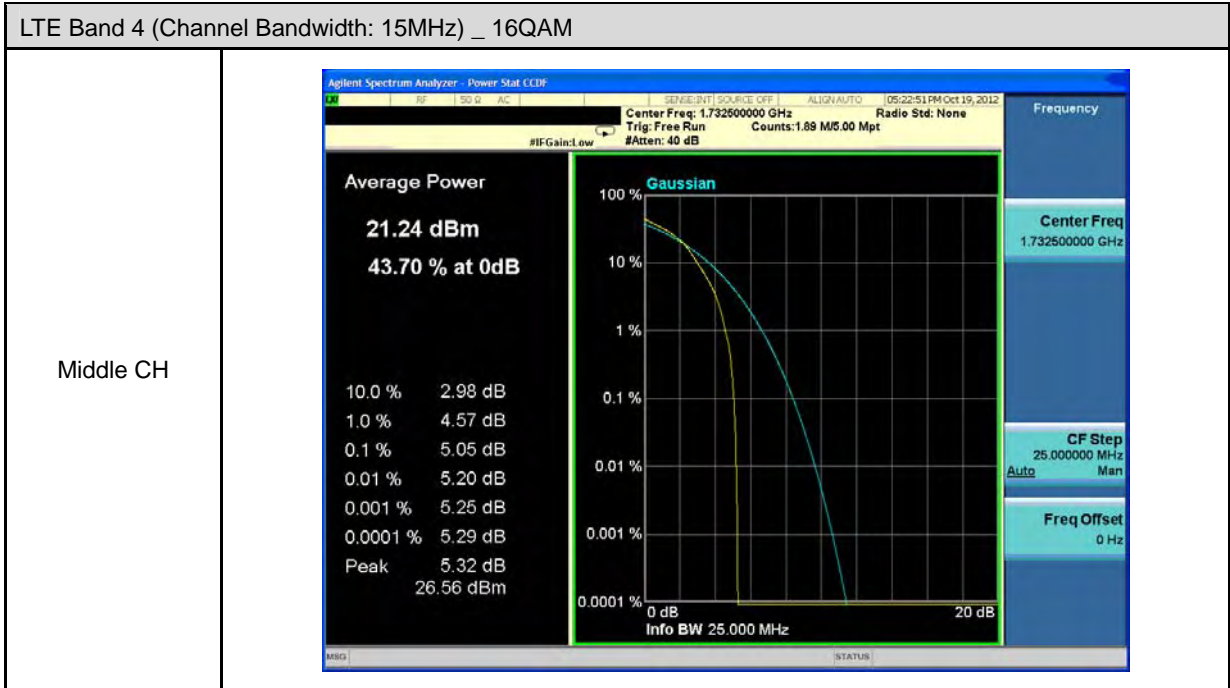 LTE Band 4 (Channel Bandwidth: 15MHz) _ 16QAM
Middle CH
Agilent Spectrum Analyzer - Power Stat CCDF
RF 50 Ω AC SENSE:INT SOURCE OFF ALIGN AUTO 05:22:51 PM Oct 19, 2012
Center Freq: 1.732500000 GHz Radio Std: None
Trig: Free Run Counts:1.89 M/5.00 Mpt
#IFGain:Low #Atten: 40 dB
Frequency
Average Power
21.24 dBm
43.70 % at 0dB
10.0 % 2.98 dB
1.0 % 4.57 dB
0.1 % 5.05 dB
0.01 % 5.20 dB
0.001 % 5.25 dB
0.0001 % 5.29 dB
Peak 5.32 dB
26.56 dBm
Gaussian
100 %
10 %
1 %
0.1 %
0.01 %
0.001 %
0.0001 %
0 dB 20 dB
Info BW 25.000 MHz
Center Freq
1.732500000 GHz
CF Step
25.000000 MHz
Auto Man
Freq Offset
0 Hz
MSG STATUS